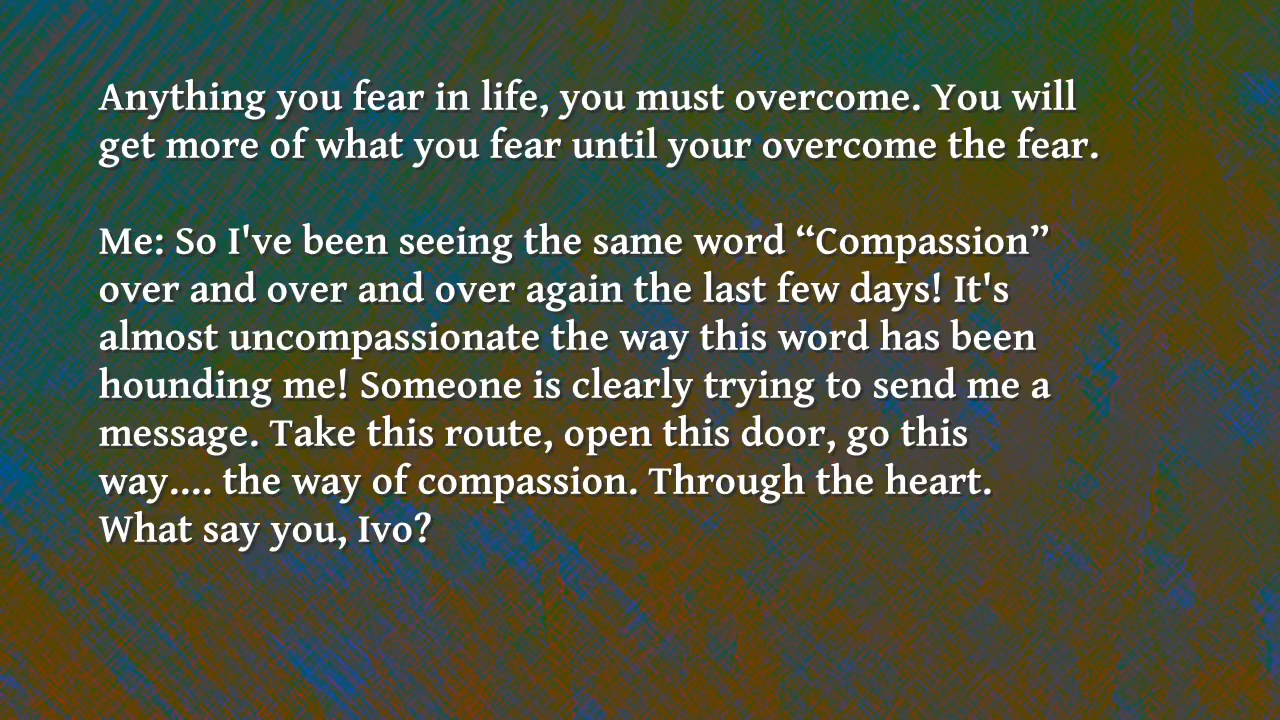 Anything you fear in life, you must overcome. You will
get more of what you fear until your overcome the fear.
Me: So I've been seeing the same word “Compassion”
over and over and over again the last few days! It's
almost uncompassionate the way this word has been
hounding me! Someone is clearly trying to send me a
message. Take this route, open this door, go this
way.... the way of compassion. Through the heart.
What say you, Ivo?